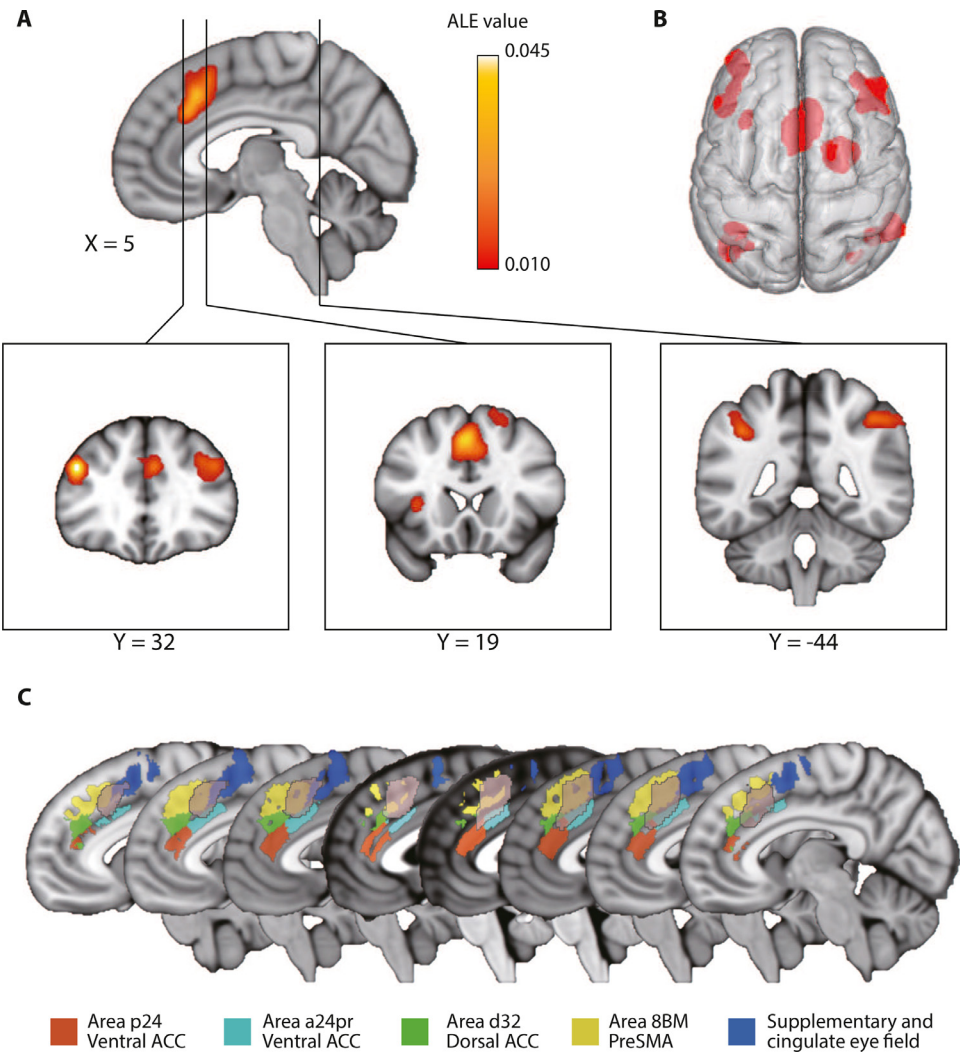 A
ALE value
0.045
0.010
X = 5
B
Y = 32
Y = 19
Y = -44
C
Area p24
Ventral ACC
Area a24pr
Ventral ACC
Area d32
Dorsal ACC
Area 8BM
PreSMA
Supplementary and
cingulate eye field